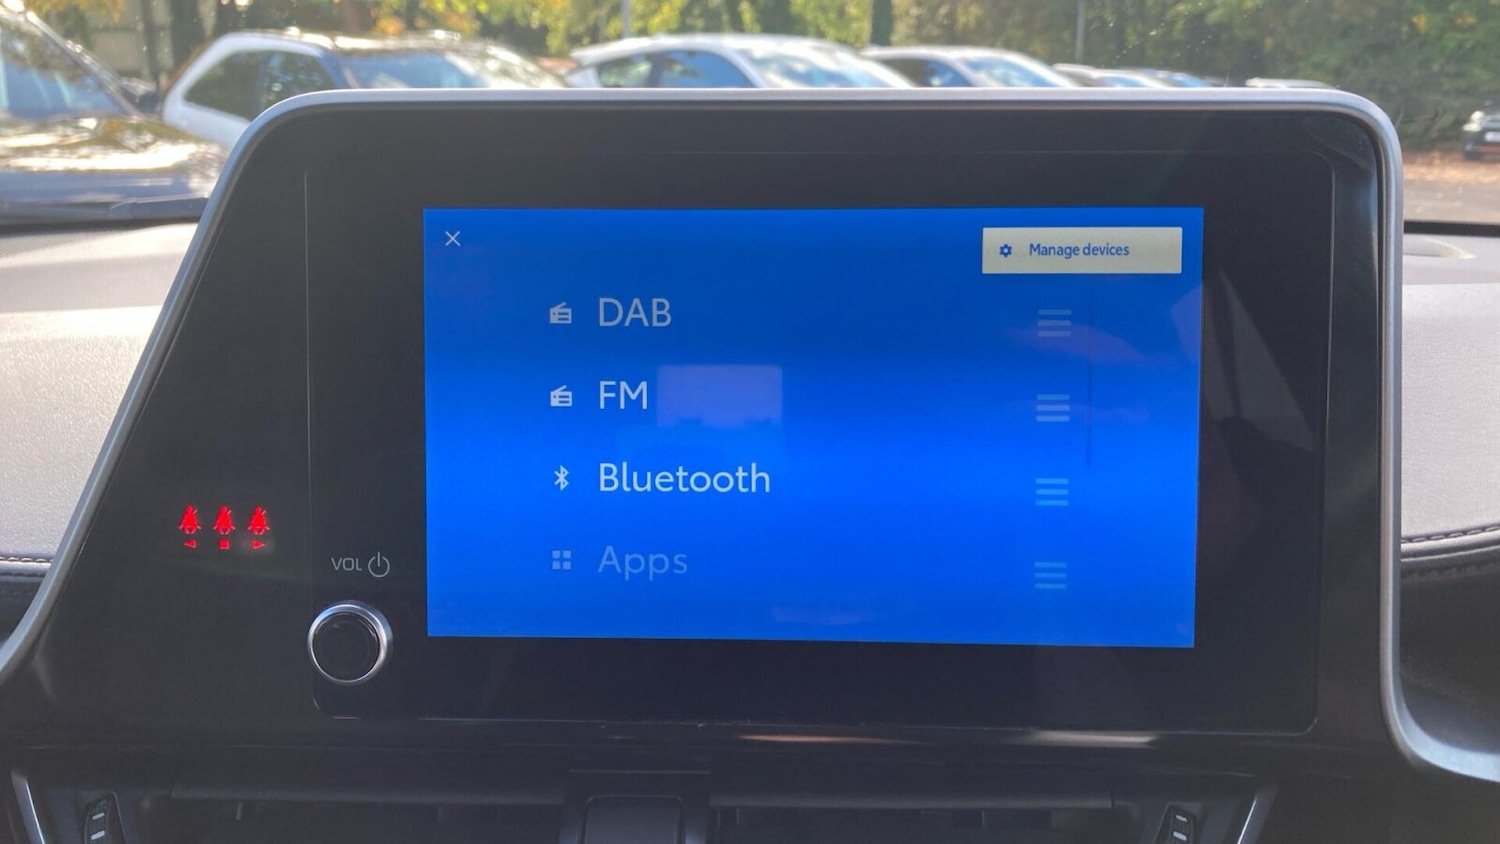 Manage devices
DAB
FM
Bluetooth
Apps
VOL